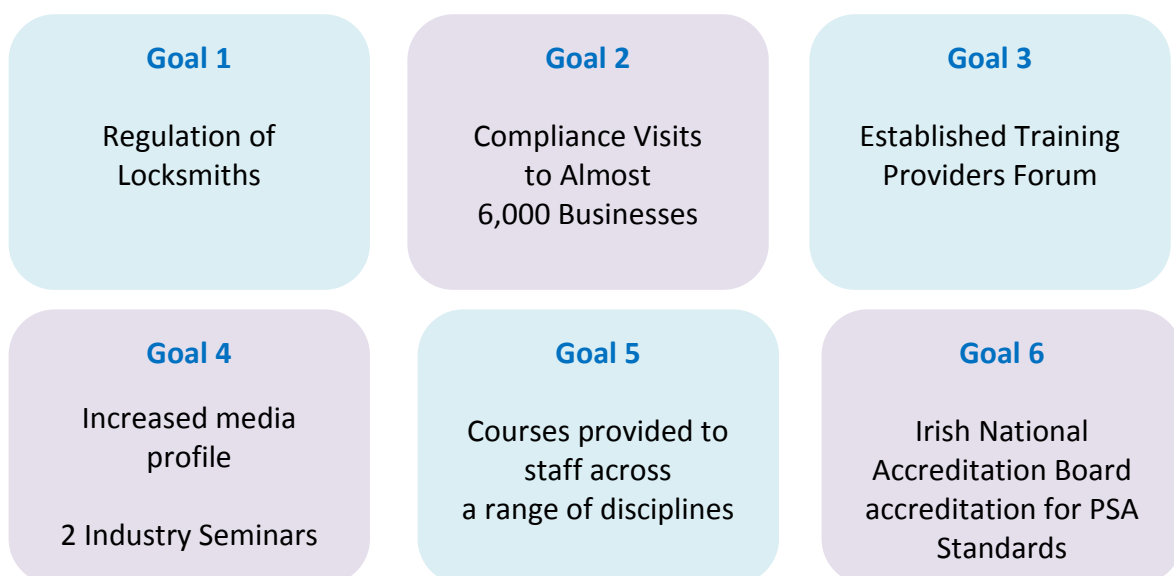 Goal 1
Regulation of
Locksmiths
Goal 2
Compliance Visits
to Almost
6,000 Businesses
Goal 3
Established Training
Providers Forum
Goal 4
Increased media
profile
2 Industry Seminars
Goal 5
Courses provided to
staff across
a range of disciplines
Goal 6
Irish National
Accreditation Board
accreditation for PSA
Standards